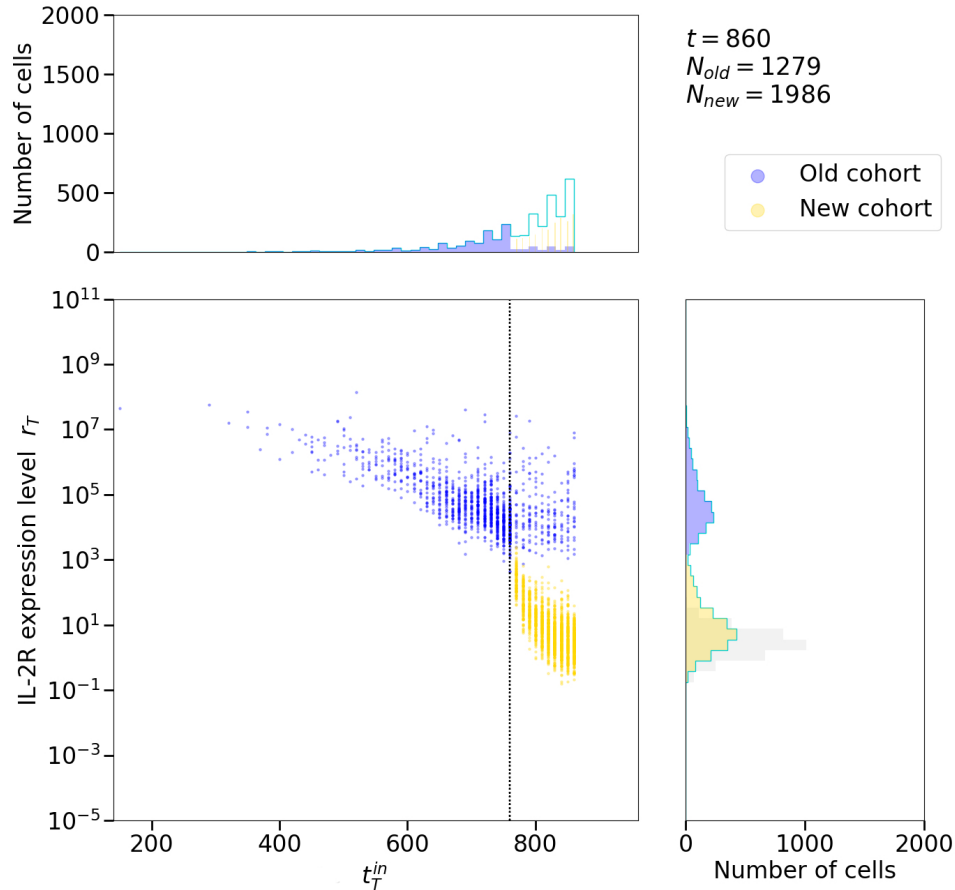 2000
1500
1000
500
0
Number of cells
t = 860
N_old = 1279
N_new = 1986
Old cohort
New cohort
10^11
10^9
10^7
10^5
10^3
10^1
10^-1
10^-3
10^-5
IL-2R expression level r_T
200 400 600 800
t_T^in
0 1000 2000
Number of cells